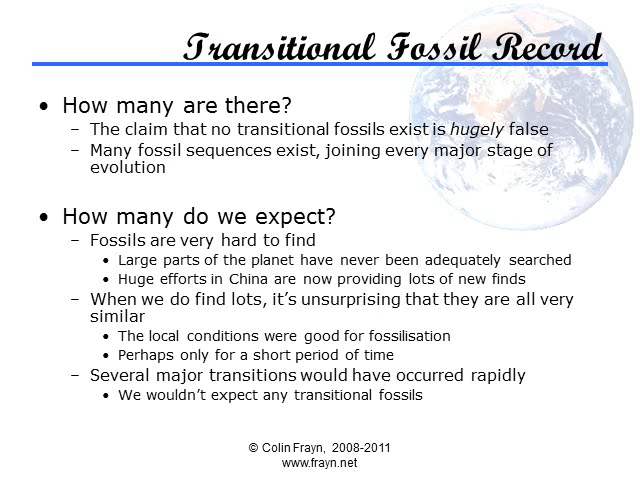 Transitional Fossil Record
• How many are there?
– The claim that no transitional fossils exist is hugely false
– Many fossil sequences exist, joining every major stage of
evolution
• How many do we expect?
– Fossils are very hard to find
• Large parts of the planet have never been adequately searched
• Huge efforts in China are now providing lots of new finds
– When we do find lots, it’s unsurprising that they are all very
similar
• The local conditions were good for fossilisation
• Perhaps only for a short period of time
– Several major transitions would have occurred rapidly
• We wouldn’t expect any transitional fossils
© Colin Frayn, 2008-2011
www.frayn.net